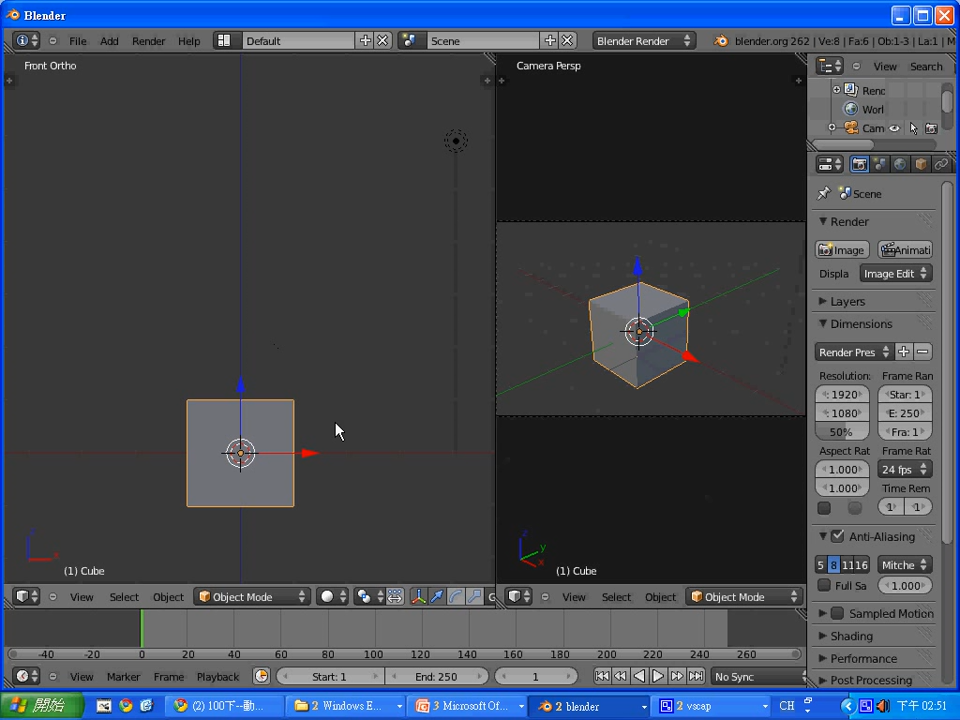 Blender
File Add Render Help Default Scene Blender Render blender.org 262 | Ve:8 | Fa:6 | Ob:1-3 | La:1 | M
Front Ortho
Camera Persp
View Search
Renc
Worl
Cam
Scene
Render
Image Animati
Displa Image Edit
Layers
Dimensions
Render Pres
Resolution: Frame Ran
: 1920 Star: 1
: 1080 E: 250
50% Fra: 1
Aspect Rat Frame Rat
1.000 24 fps
1.000 Time Rem
1 1
Anti-Aliasing
5 8 11 16 Mitche
Full Sa 1.000
Sampled Motion
Shading
Performance
Post Processing
z
x
(1) Cube
z
y
x
(1) Cube
View Select Object Object Mode G
View Select Object Object Mode
-40 -20 0 20 40 60 80 100 120 140 160 180 200 220 240 260
View Marker Frame Playback Start: 1 End: 250 1 No Sync
開始 (2) 100下--動... 2 Windows E... 3 Microsoft Of... 2 blender 2 vscap CH 下午 02:51